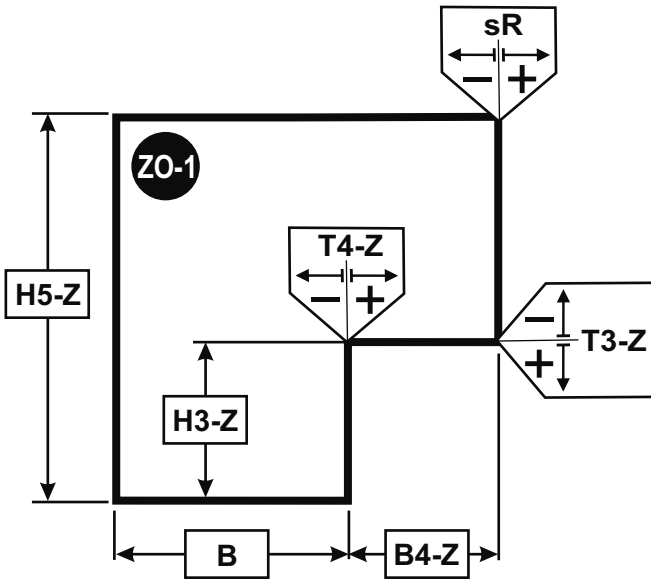 sR
− +
ZO-1
T4-Z
− +
H5-Z
−
T3-Z
+
H3-Z
B
B4-Z